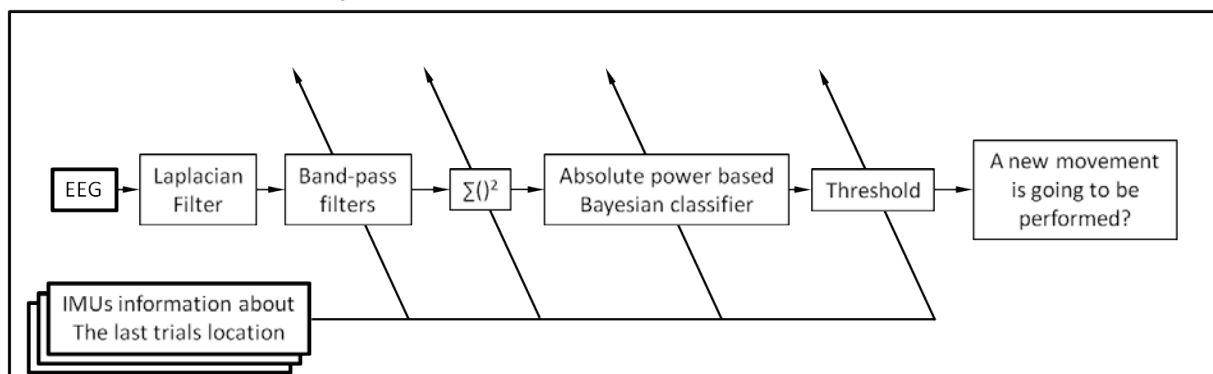 EEG
Laplacian
Filter
Band-pass
filters
∑()²
Absolute power based
Bayesian classifier
Threshold
A new movement
is going to be
performed?
IMUs information about
The last trials location